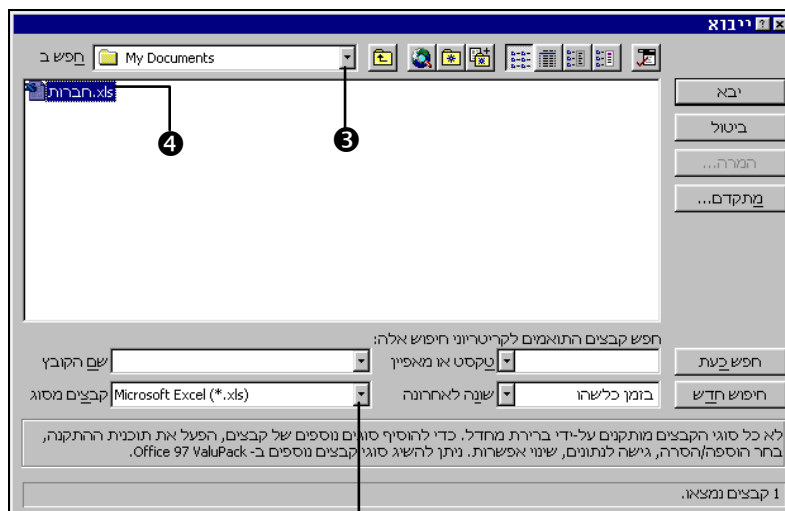 ייבוא
חפש ב
My Documents
חברות.xls
❹
❸
יבא
ביטול
המרה...
מתקדם...
חפש קבצים התואמים לקריטריוני חיפוש אלה:
שם הקובץ
טקסט או מאפיין
חפש כעת
קבצים מסוג
Microsoft Excel (*.xls)
שונה לאחרונה
בזמן כלשהו
חיפוש חדש
לא כל סוגי הקבצים מותקנים על-ידי ברירת מחדל. כדי להוסיף סוגים נוספים של קבצים, הפעל את תוכנית ההתקנה,
בחר הוספה/הסרה, גישה לנתונים, שינוי אפשרות. ניתן להשיג סוגי קבצים נוספים ב- Office 97 ValuPack.
1 קבצים נמצאו.